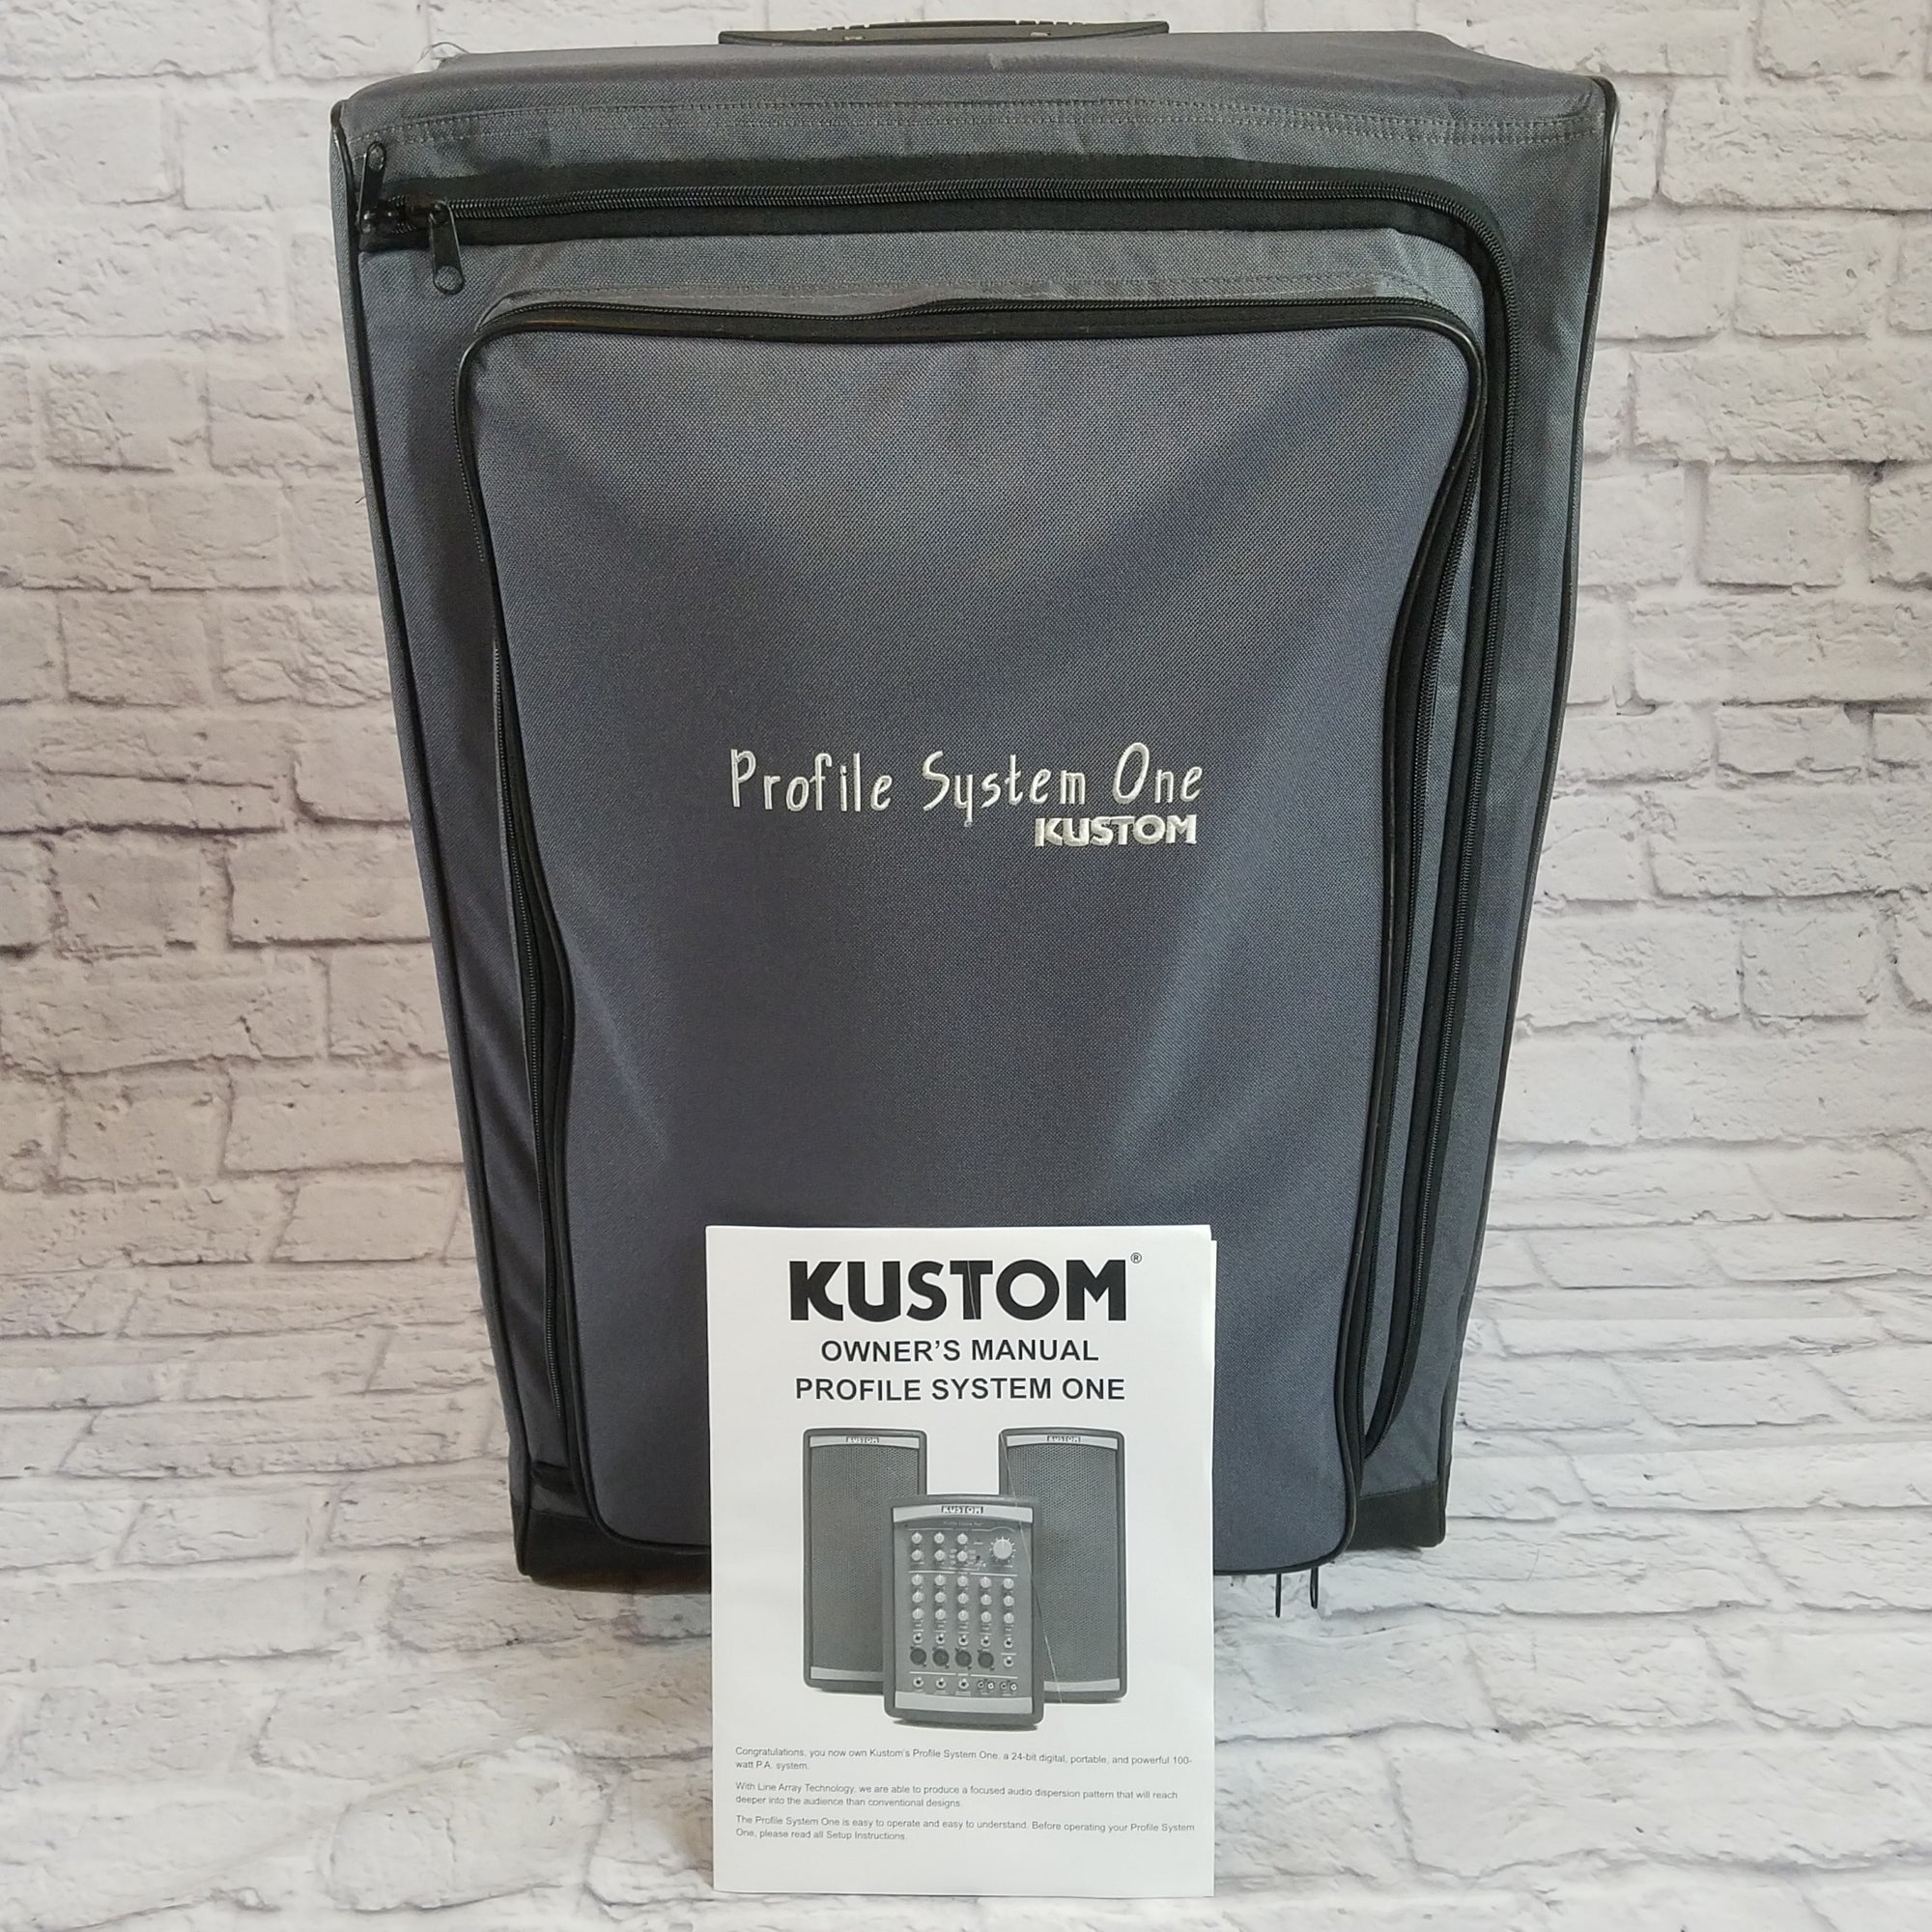 Profile System One
KUSTOM
KUSTOM®
OWNER'S MANUAL
PROFILE SYSTEM ONE
KUSTOM
KUSTOM
KUSTOM
Congratulations, you now own Kustom's Profile System One, a 24-bit digital, portable, and powerful 100-
watt P.A. system.
With Line Array Technology, we are able to produce a focused audio dispersion pattern that will reach
deeper into the audience than conventional designs.
The Profile System One is easy to operate and easy to understand. Before operating your Profile System
One, please read all Setup Instructions.